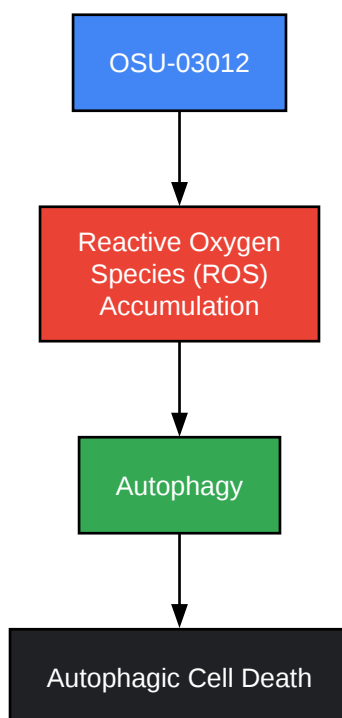 OSU-03012
Reactive Oxygen
Species (ROS)
Accumulation
Autophagy
Autophagic Cell Death